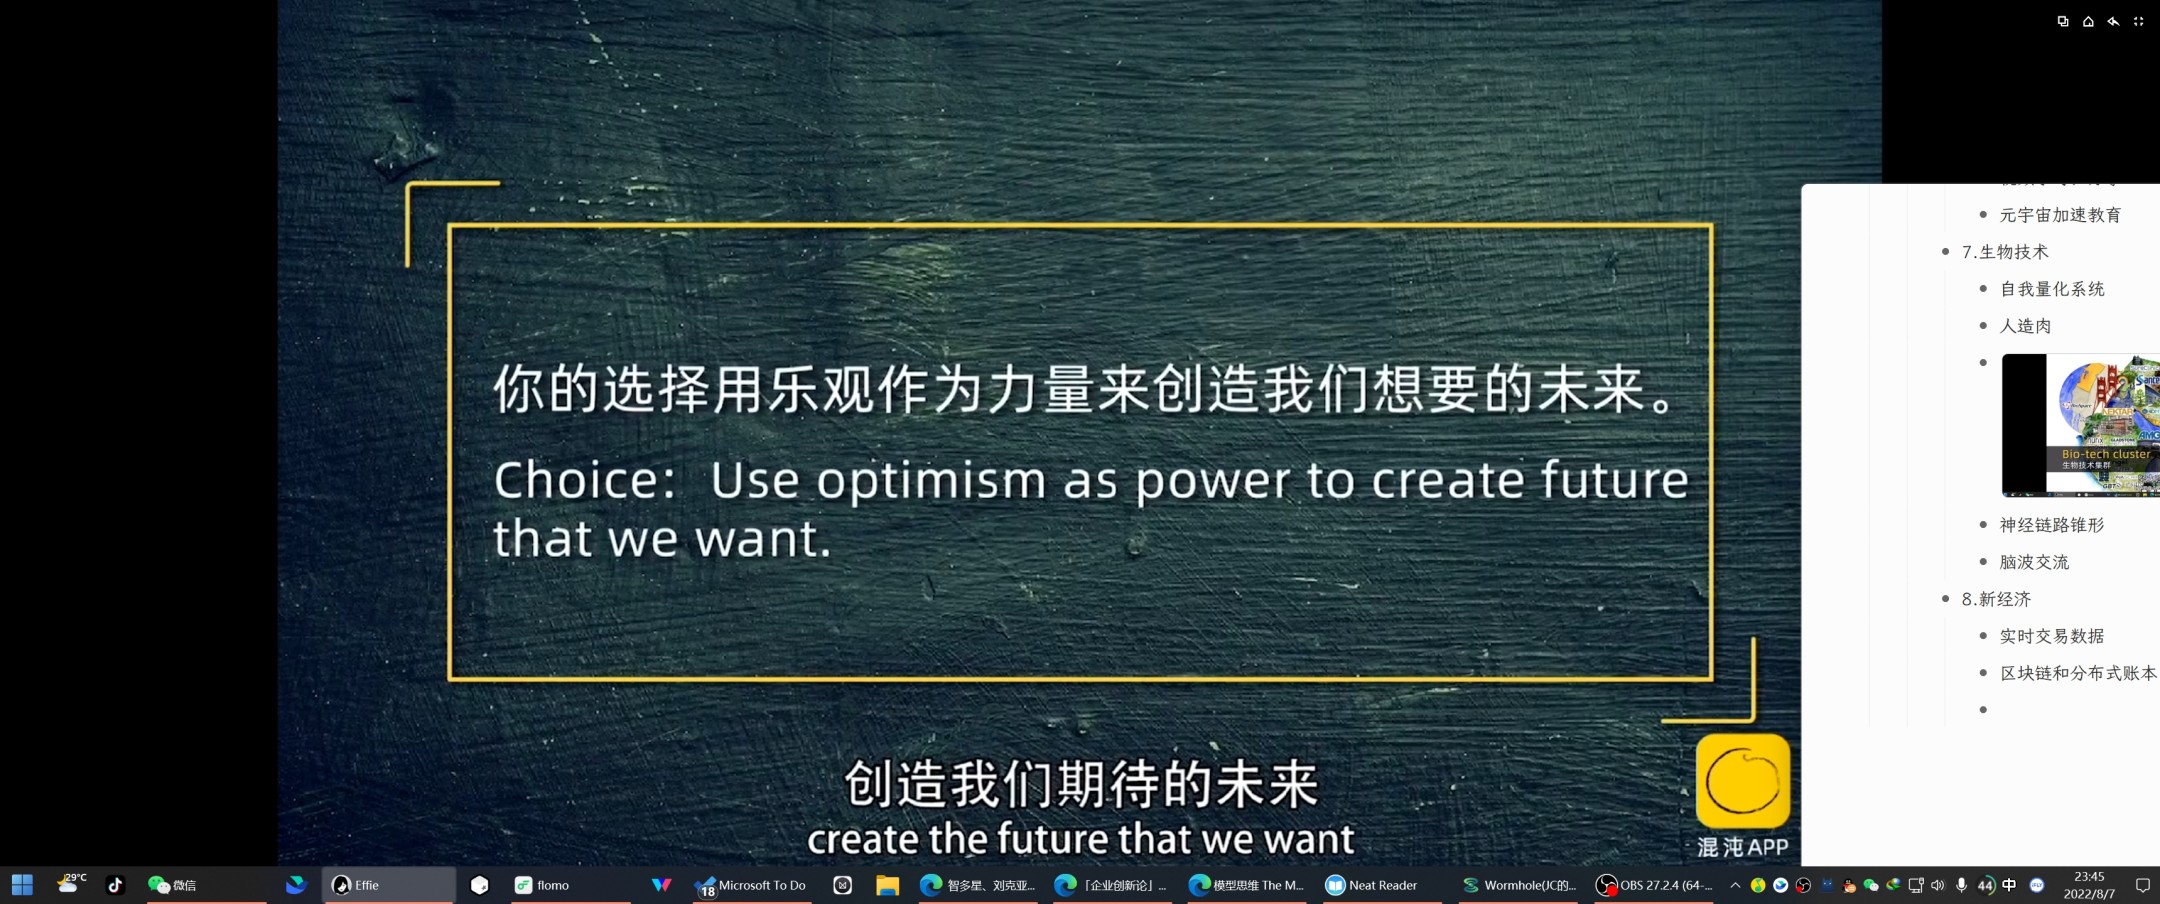 你的选择用乐观作为力量来创造我们想要的未来。
Choice: Use optimism as power to create future
that we want.
创造我们期待的未来
create the future that we want
混沌APP
元宇宙加速教育
7.生物技术
自我量化系统
人造肉
Bio-tech cluster
生物技术集群
神经链路锥形
脑波交流
8.新经济
实时交易数据
区块链和分布式账本
29°C
微信
Effie
flomo
18
Microsoft To Do
智多星、刘克亚...
「企业创新论」...
模型思维 The M...
Neat Reader
Wormhole(JC的...
OBS 27.2.4 (64-...
44
中
23:45
2022/8/7